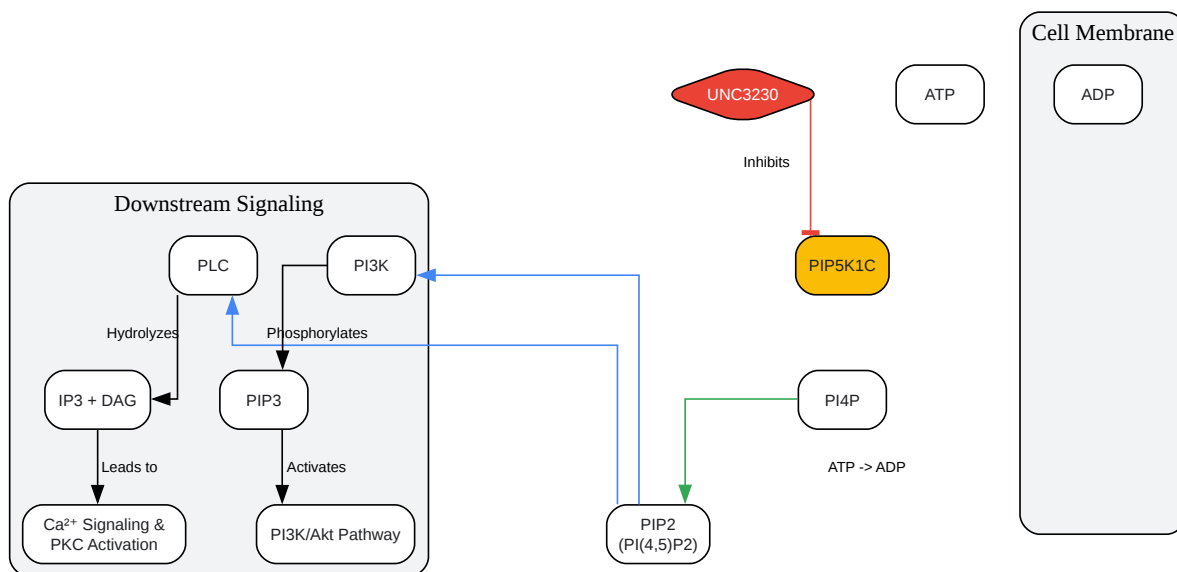 Cell Membrane
UNC3230
ATP
ADP
Inhibits
Downstream Signaling
PLC
PI3K
PIP5K1C
Hydrolyzes
Phosphorylates
IP3 + DAG
PIP3
PI4P
Leads to
Activates
ATP -> ADP
Ca²⁺ Signaling &
PKC Activation
PI3K/Akt Pathway
PIP2
(PI(4,5)P2)